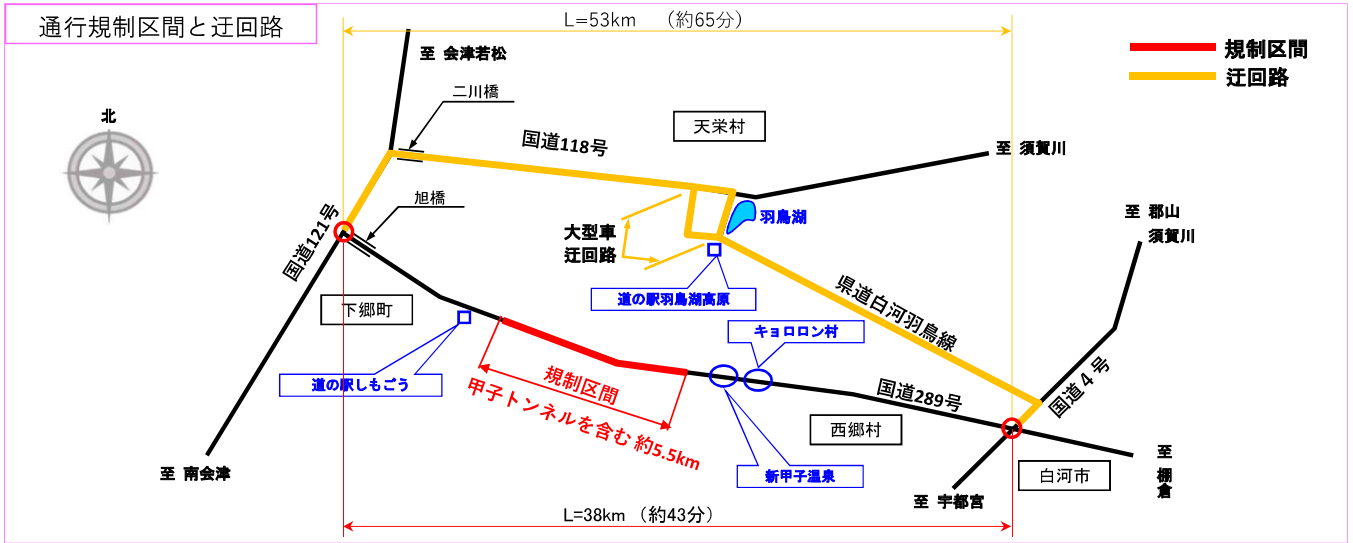 通行規制区間と迂回路
L=53km （約65分）
規制区間
迂回路
至 会津若松
二川橋
北
天栄村
国道118号
至 須賀川
旭橋
羽鳥湖
至 郡山
須賀川
国道121号
大型車
迂回路
道の駅羽鳥湖高原
県道白河羽鳥線
下郷町
キョロロン村
道の駅しもごう
規制区間
甲子トンネルを含む 約5.5km
国道289号
国道４号
西郷村
至 南会津
新甲子温泉
白河市
至 棚倉
至 宇都宮
L=38km （約43分）